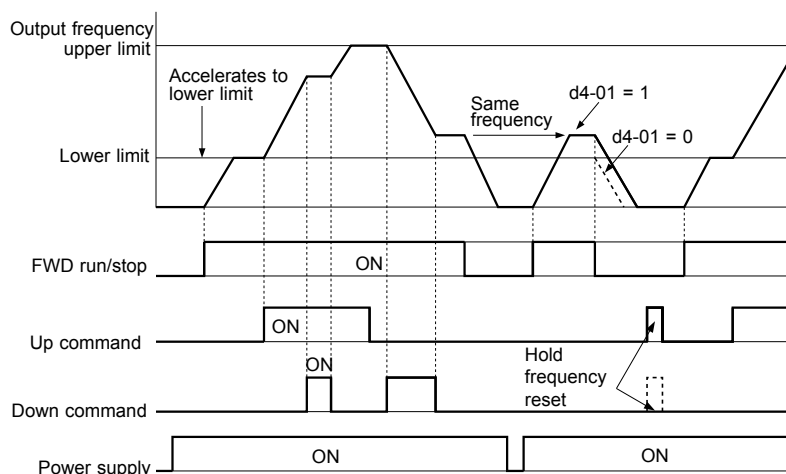 Output frequency
upper limit
Accelerates to
lower limit
Same
frequency
d4-01 = 1
d4-01 = 0
Lower limit
FWD run/stop
ON
Up command
ON
ON
Hold
frequency
reset
Down command
Power supply
ON
ON